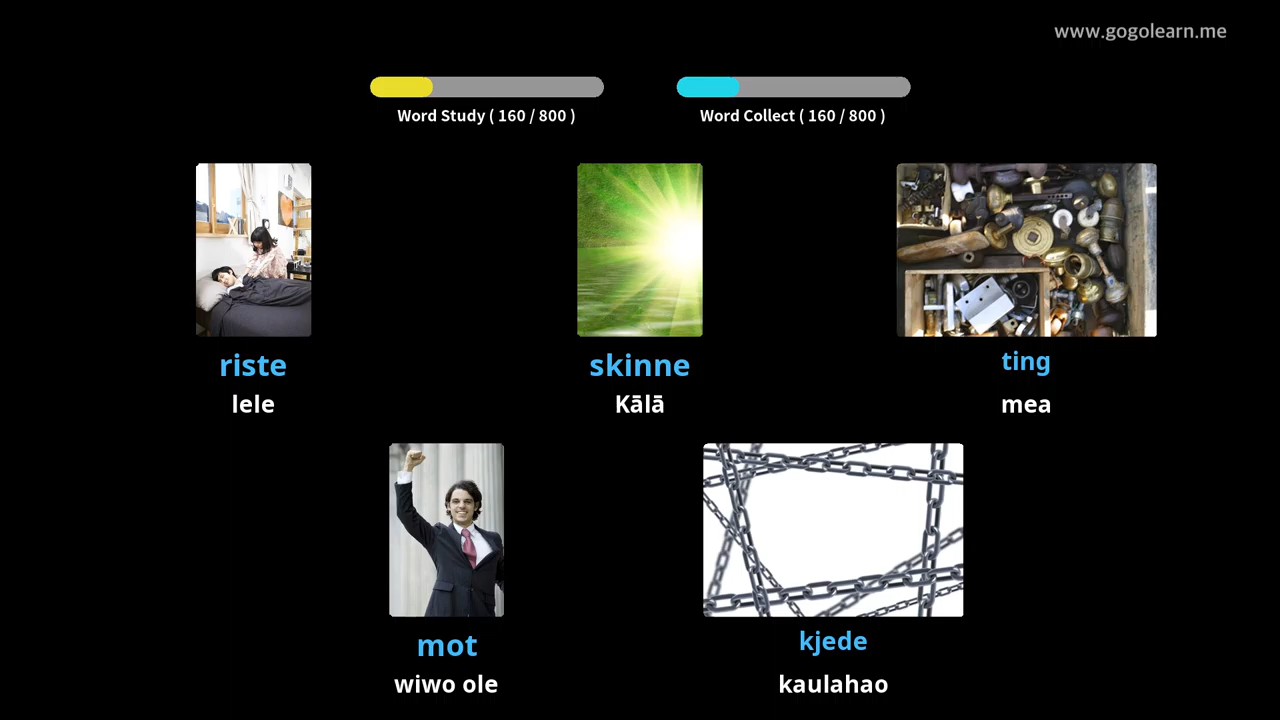 www.gogolearn.me
Word Study ( 160 / 800 )
Word Collect ( 160 / 800 )
riste
lele
skinne
Kālā
ting
mea
mot
wiwo ole
kjede
kaulahao